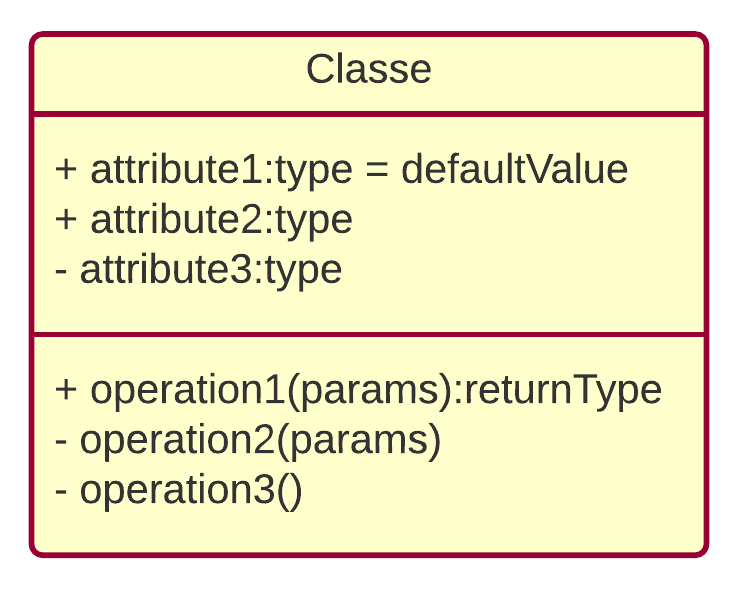 Classe
+ attribute1:type = defaultValue
+ attribute2:type
- attribute3:type
+ operation1(params):returnType
- operation2(params)
- operation3()